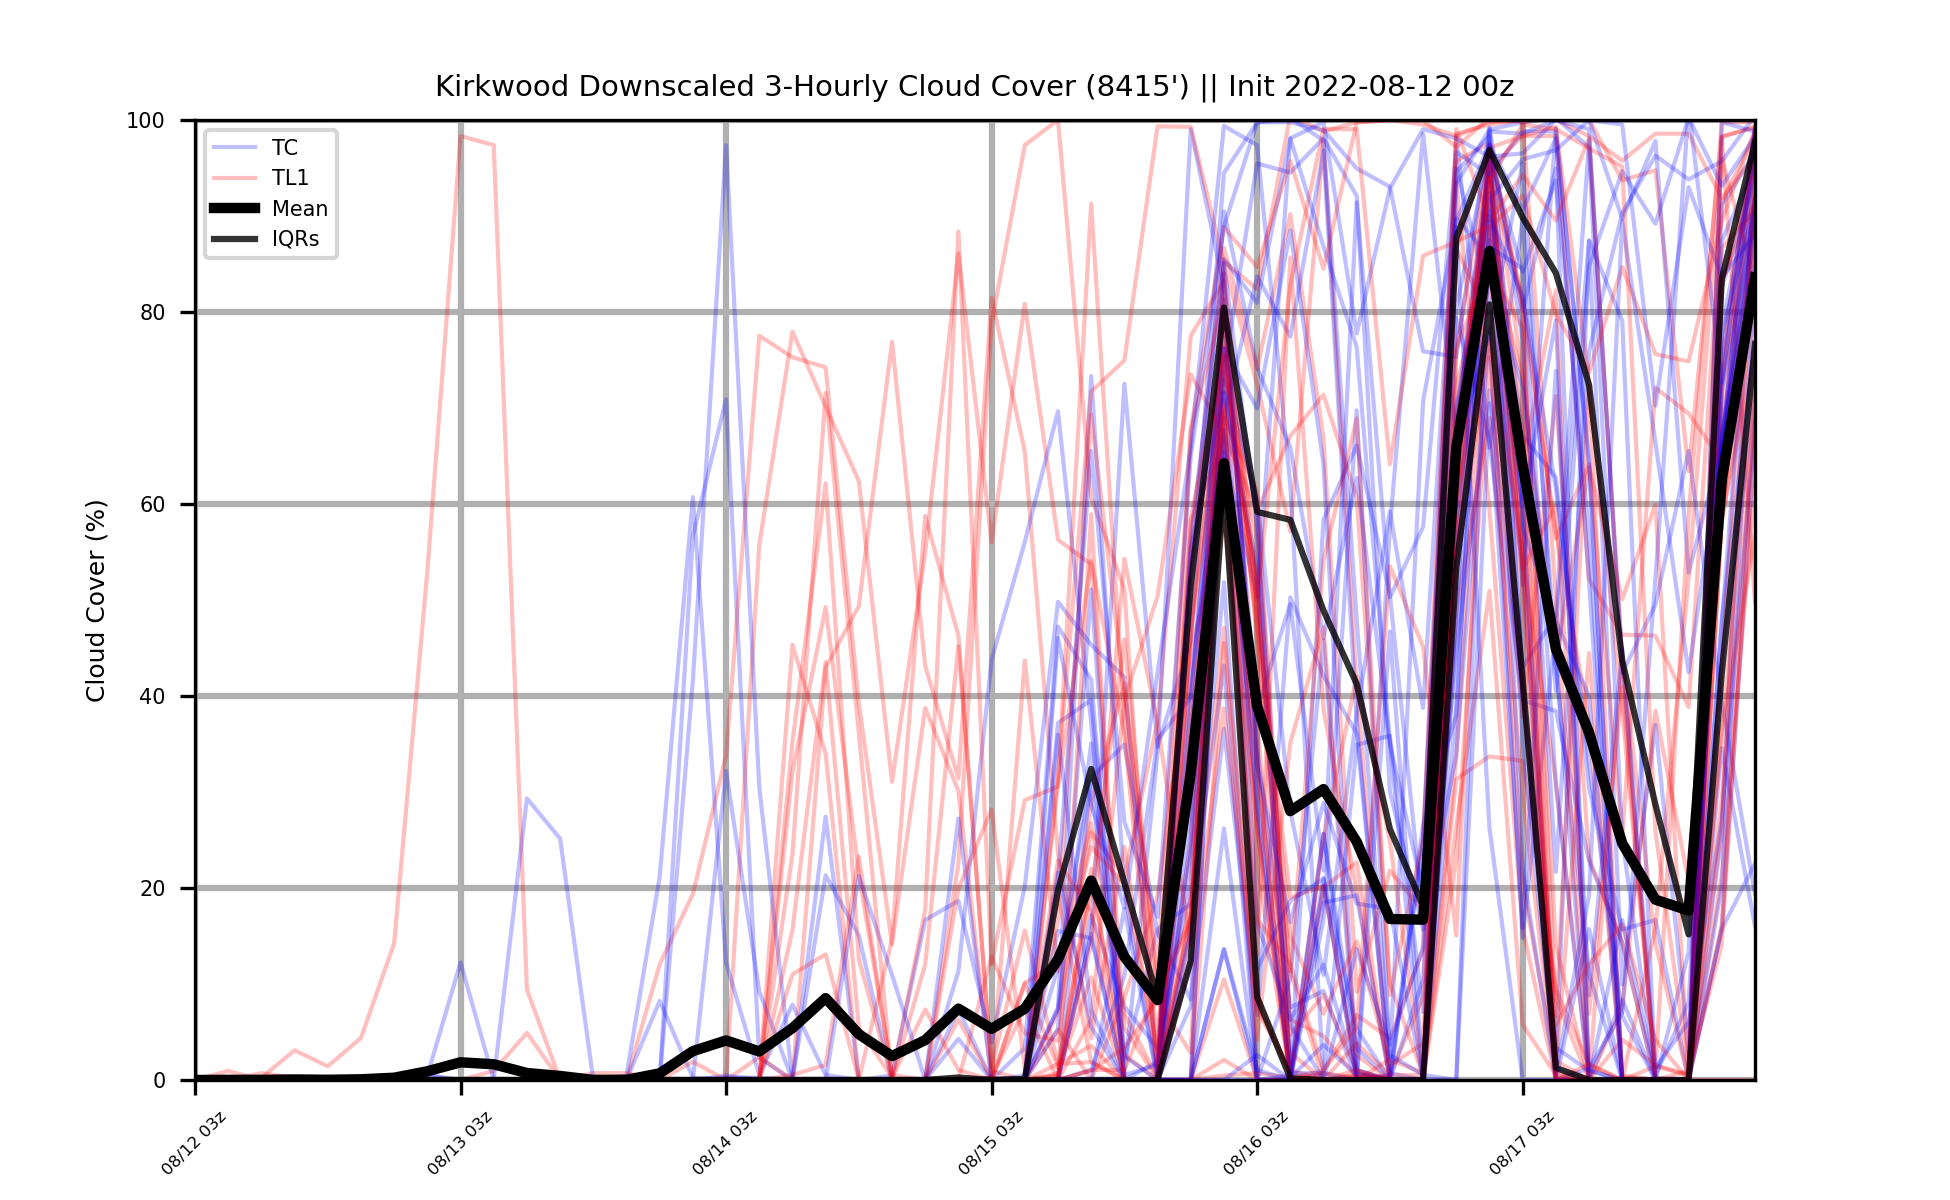 Kirkwood Downscaled 3-Hourly Cloud Cover (8415') || Init 2022-08-12 00z
TC
TL1
Mean
IQRs
Cloud Cover (%)
100
80
60
40
20
0
08/12 03z
08/13 03z
08/14 03z
08/15 03z
08/16 03z
08/17 03z